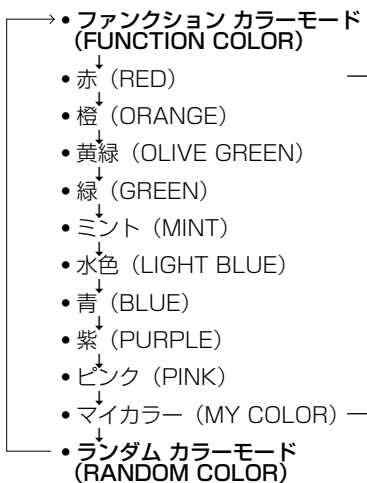 • ファンクション カラーモード
(FUNCTION COLOR)
• 赤 (RED)
• 橙 (ORANGE)
• 黄緑 (OLIVE GREEN)
• 緑 (GREEN)
• ミント (MINT)
• 水色 (LIGHT BLUE)
• 青 (BLUE)
• 紫 (PURPLE)
• ピンク (PINK)
• マイカラー (MY COLOR)
• ランダム カラーモード
(RANDOM COLOR)